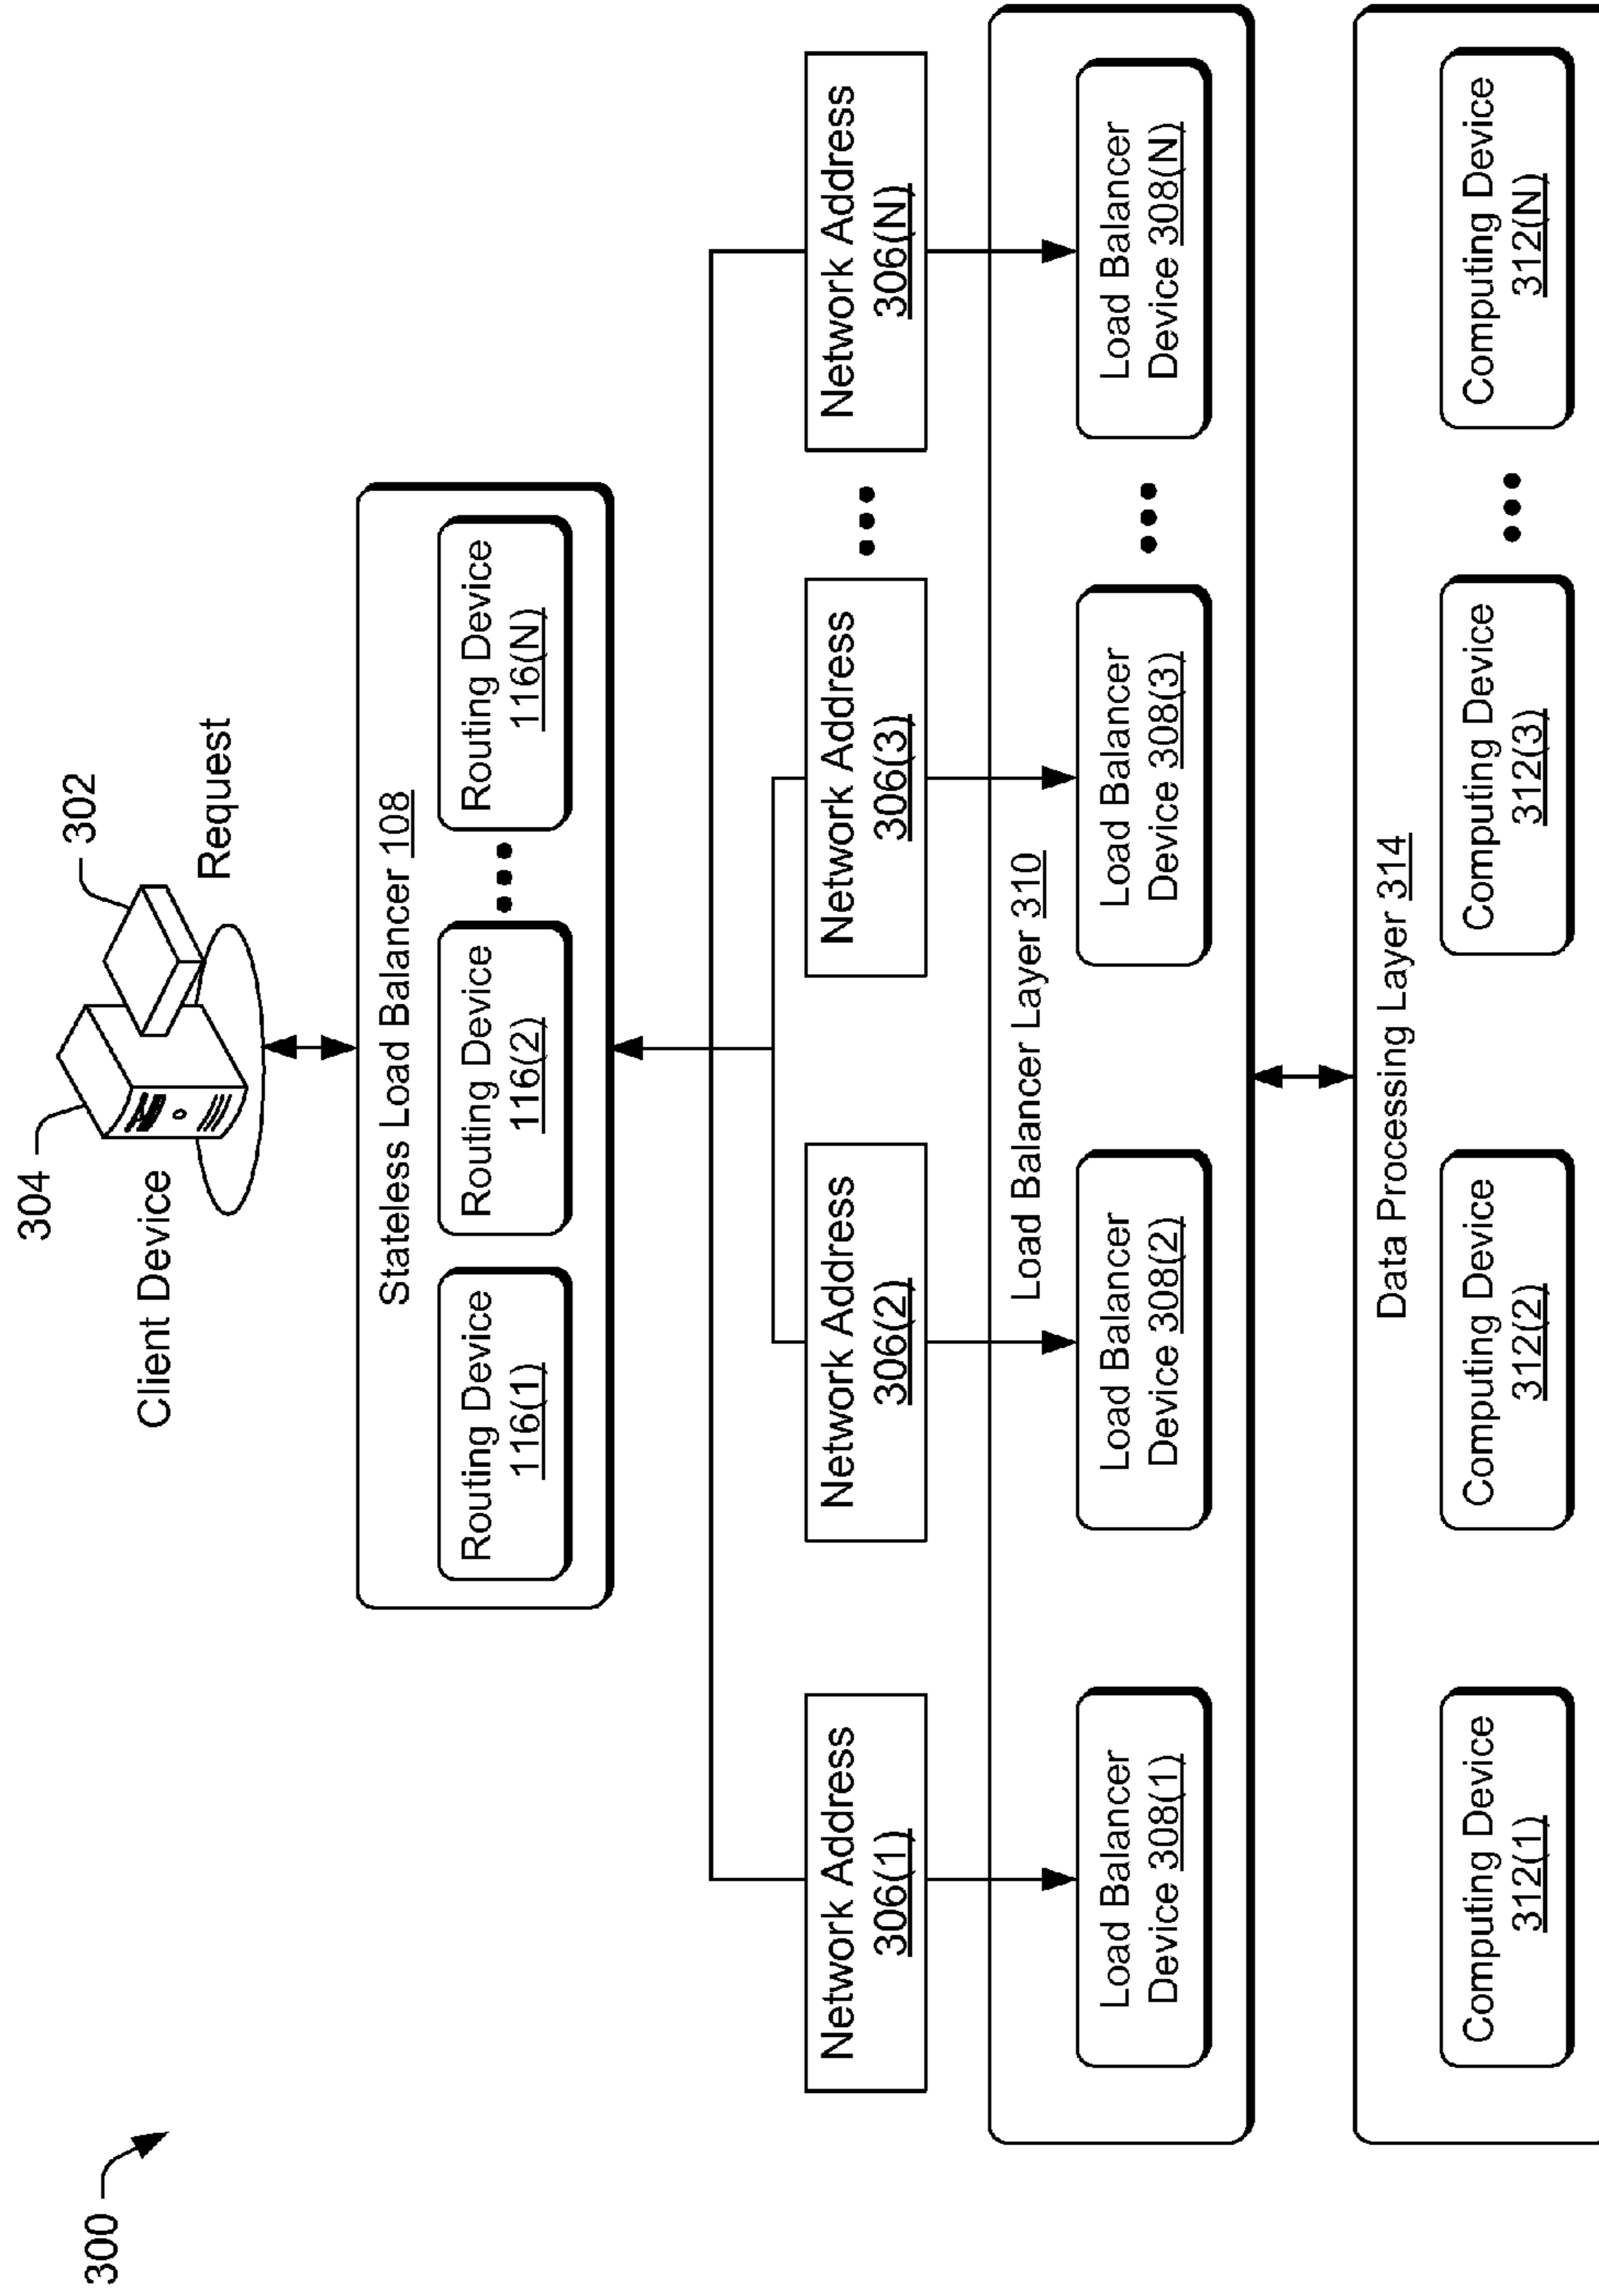 300
304
302
Client Device
Request
Stateless Load Balancer 108
Routing Device
116(1)
Routing Device
116(2)
Routing Device
116(N)
Network Address
306(1)
Network Address
306(2)
Network Address
306(3)
Network Address
306(N)
Load Balancer Layer 310
Load Balancer
Device 308(1)
Load Balancer
Device 308(2)
Load Balancer
Device 308(3)
Load Balancer
Device 308(N)
Data Processing Layer 314
Computing Device
312(1)
Computing Device
312(2)
Computing Device
312(3)
Computing Device
312(N)